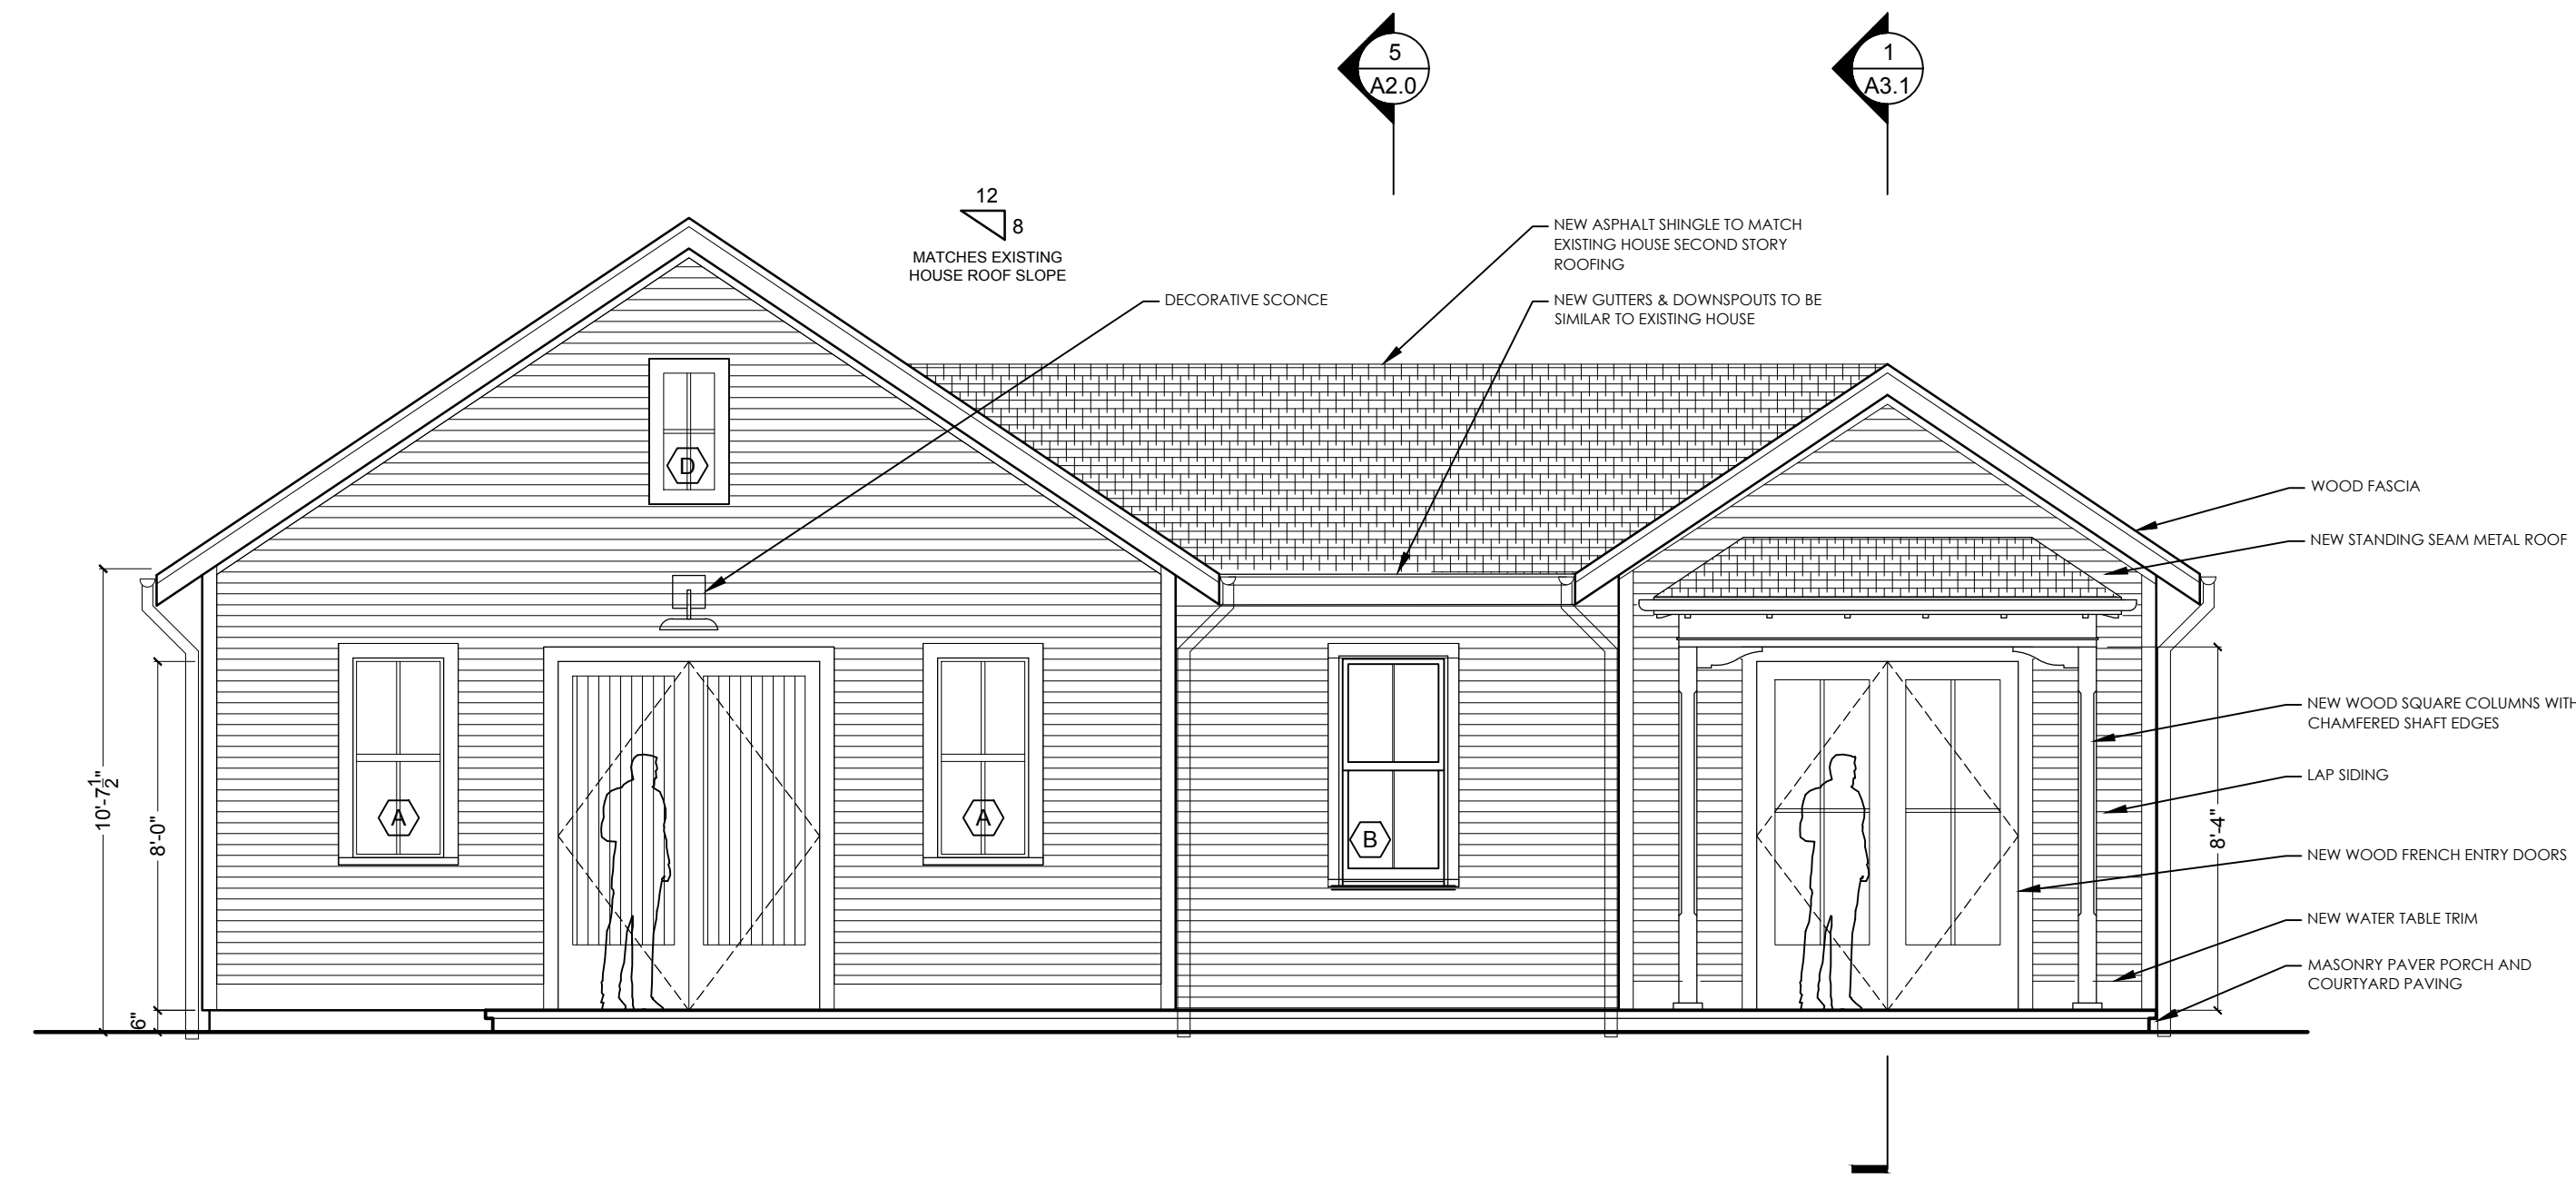 5
A2.0
1
A3.1
12
8
MATCHES EXISTING
HOUSE ROOF SLOPE
NEW ASPHALT SHINGLE TO MATCH
EXISTING HOUSE SECOND STORY
ROOFING
DECORATIVE SCONCE
NEW GUTTERS & DOWNSPOUTS TO BE
SIMILAR TO EXISTING HOUSE
D
WOOD FASCIA
NEW STANDING SEAM METAL ROOF
NEW WOOD SQUARE COLUMNS WITH
CHAMFERED SHAFT EDGES
LAP SIDING
10'-7 1/2"
8'-0"
6"
A
A
B
8'-4"
NEW WOOD FRENCH ENTRY DOORS
NEW WATER TABLE TRIM
MASONRY PAVER PORCH AND
COURTYARD PAVING